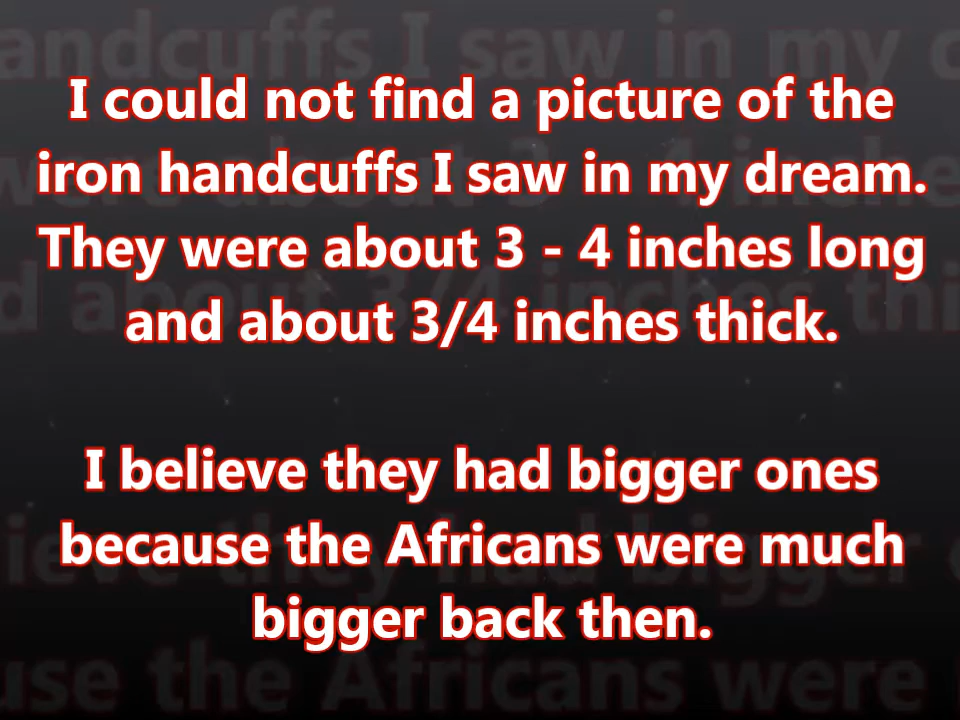 I could not find a picture of the
iron handcuffs I saw in my dream.
They were about 3 - 4 inches long
and about 3/4 inches thick.
I believe they had bigger ones
because the Africans were much
bigger back then.